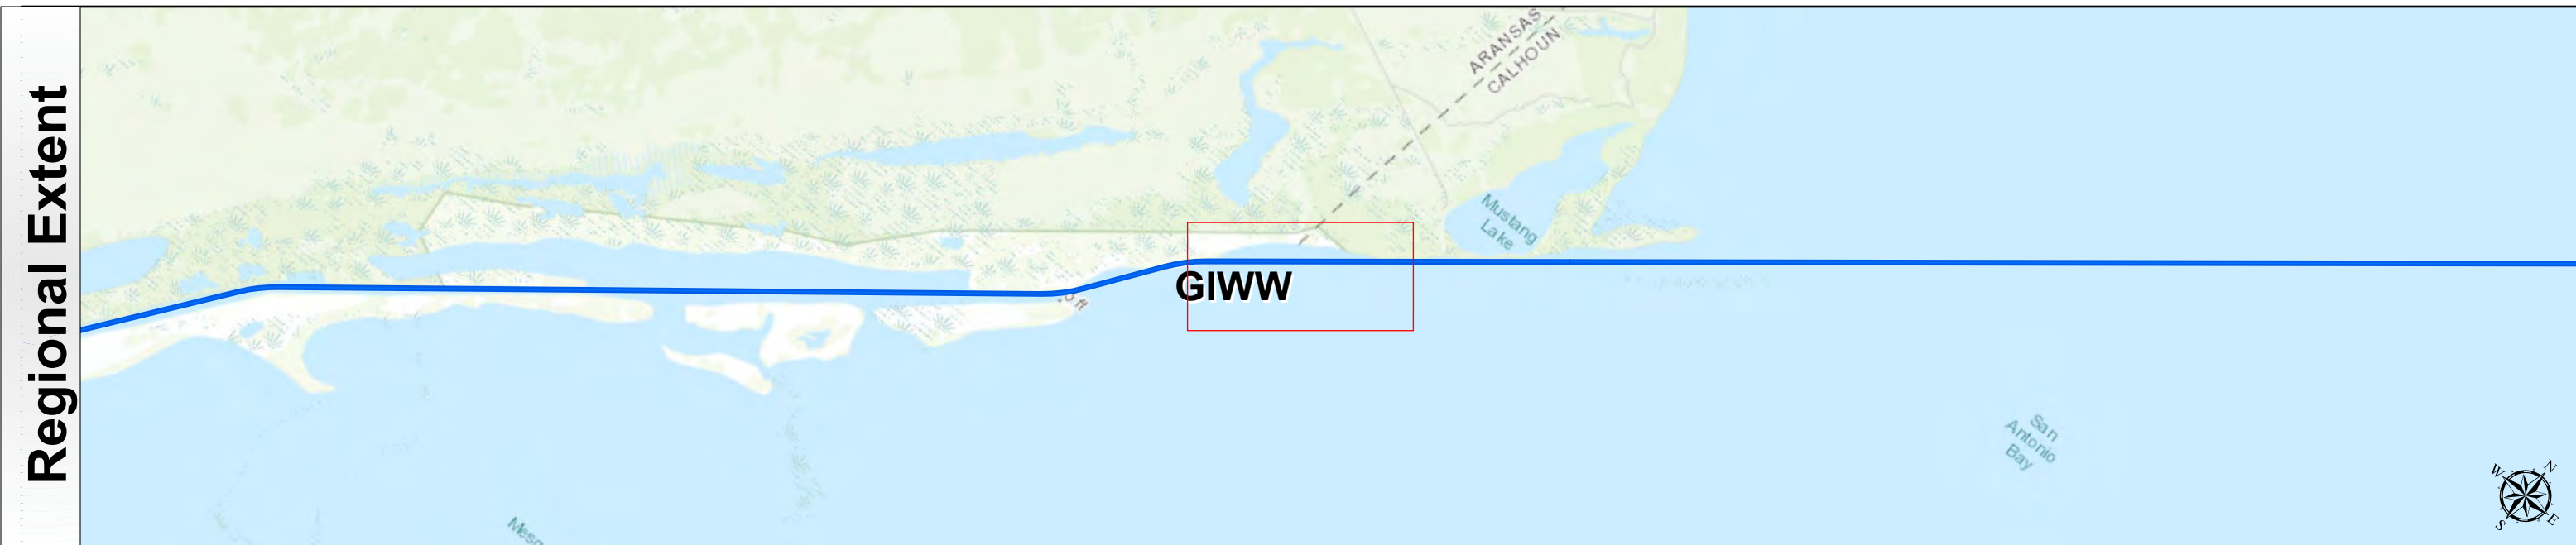 Regional Extent
ARANSAS
CALHOUN
Mustang
Lake
GIWW
San
Antonio
Bay
W
N
S
E